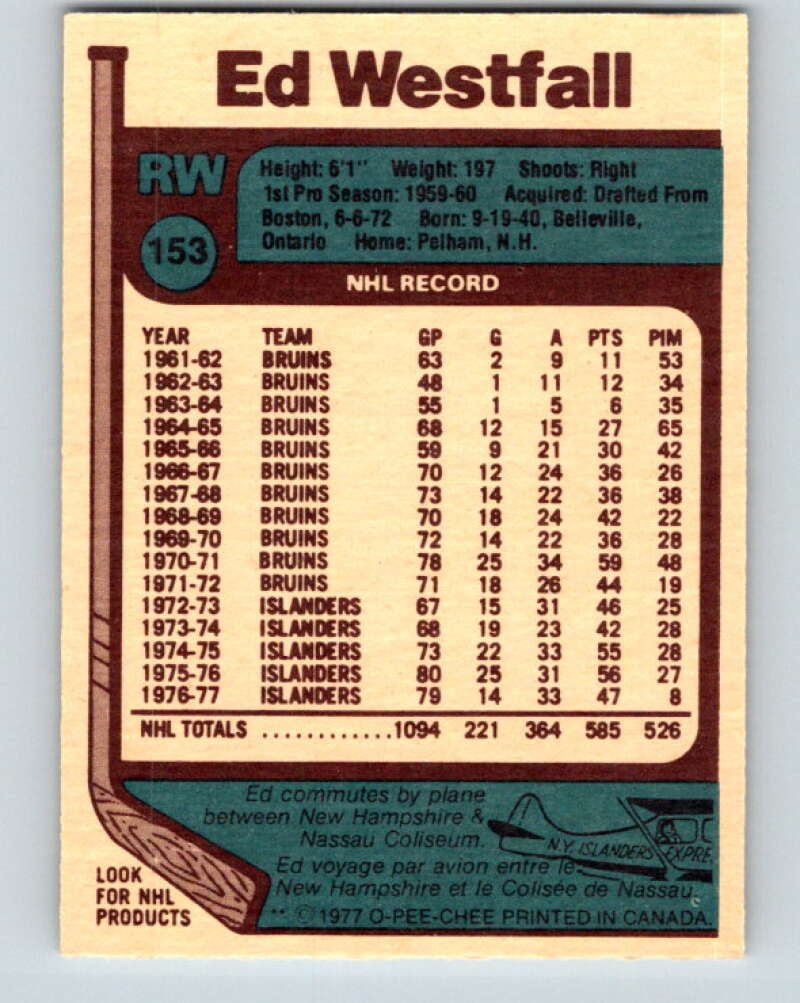 Ed Westfall
RW
153
Height: 6'1" Weight: 197 Shoots: Right
1st Pro Season: 1959-60 Acquired: Drafted From
Boston, 6-6-72 Born: 9-19-40, Belleville,
Ontario Home: Pelham, N.H.
NHL RECORD
YEAR TEAM GP G A PTS PIM
1961-62 BRUINS 63 2 9 11 53
1962-63 BRUINS 48 1 11 12 34
1963-64 BRUINS 55 1 5 6 35
1964-65 BRUINS 68 12 15 27 65
1965-66 BRUINS 59 9 21 30 42
1966-67 BRUINS 70 12 24 36 26
1967-68 BRUINS 73 14 22 36 38
1968-69 BRUINS 70 18 24 42 22
1969-70 BRUINS 72 14 22 36 28
1970-71 BRUINS 78 25 34 59 48
1971-72 BRUINS 71 18 26 44 19
1972-73 ISLANDERS 67 15 31 46 25
1973-74 ISLANDERS 68 19 23 42 28
1974-75 ISLANDERS 73 22 33 55 28
1975-76 ISLANDERS 80 25 31 56 27
1976-77 ISLANDERS 79 14 33 47 8
NHL TOTALS ............1094 221 364 585 526
Ed commutes by plane
between New Hampshire &
Nassau Coliseum.
N.Y. ISLANDERS EXPRE
Ed voyage par avion entre le
New Hampshire et le Colisée de Nassau.
LOOK
FOR NHL
PRODUCTS
** ©1977 O-PEE-CHEE PRINTED IN CANADA.